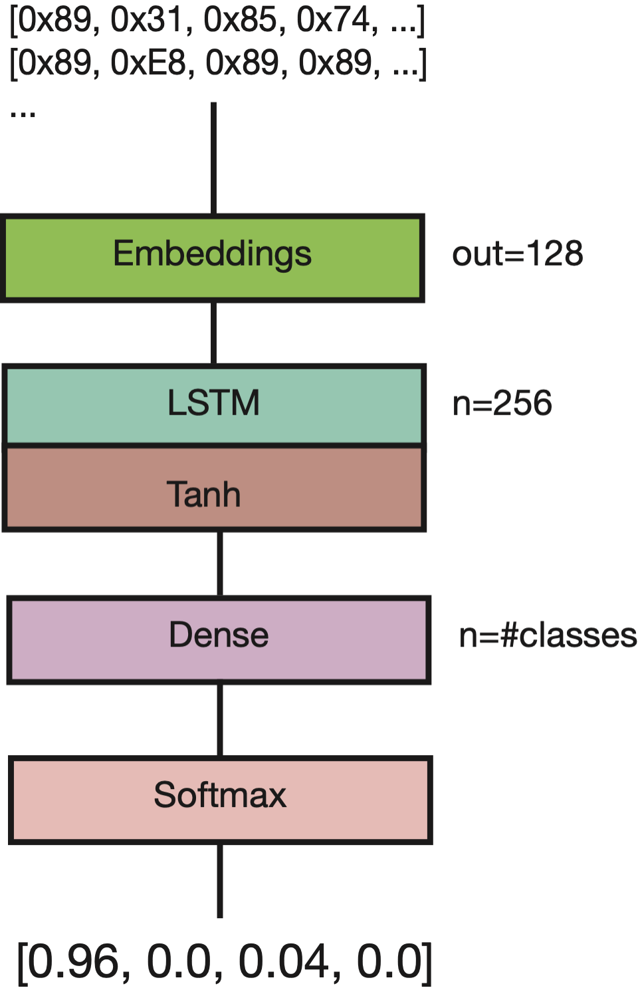 [0x89, 0x31, 0x85, 0x74, ...]
[0x89, 0xE8, 0x89, 0x89, ...]
...
Embeddings out=128
LSTM n=256
Tanh
Dense n=#classes
Softmax
[0.96, 0.0, 0.04, 0.0]